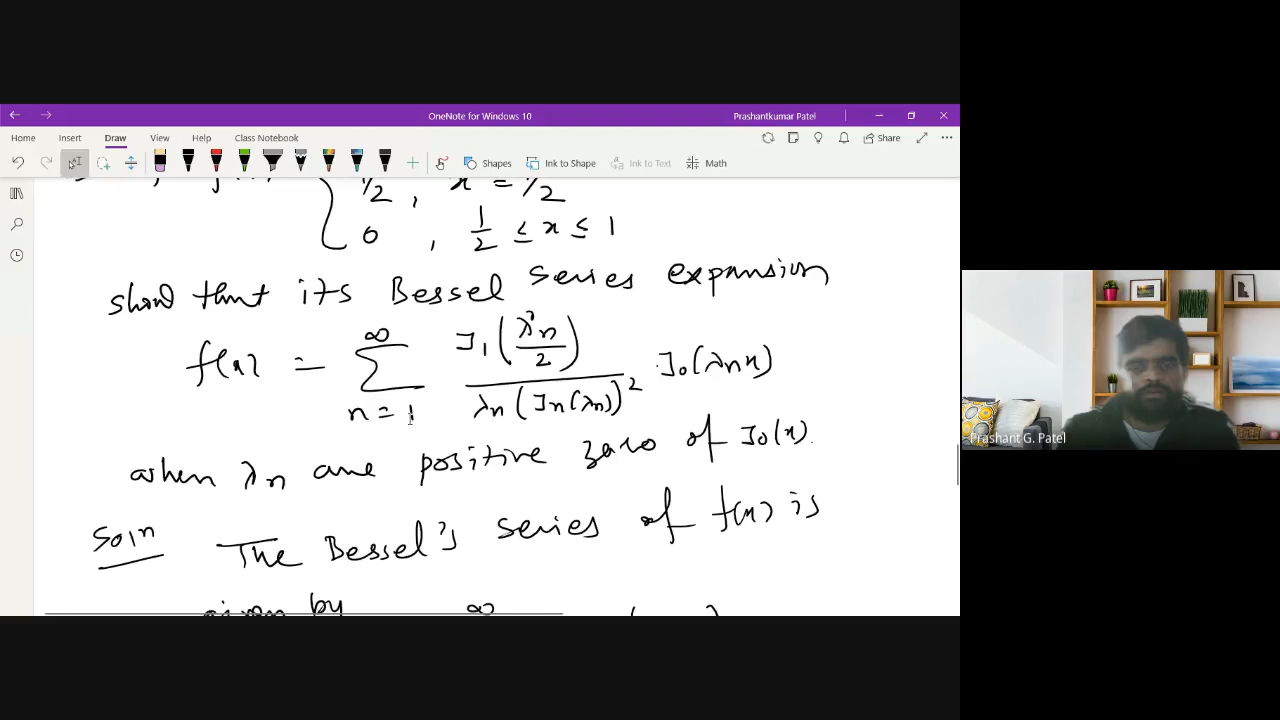 OneNote for Windows 10
Prashantkumar Patel
Home Insert Draw View Help Class Notebook
Share
Shapes Ink to Shape Ink to Text Math
1/2 , x = 1/2
0 , 1/2 ≤ x ≤ 1
show that its Bessel series expansion
f(x) = ∑ n=1 ∞ J₁(λn/2) / λn (Jn(λn))² . J₀(λn x)
when λn are positive zero of J₀(x).
Soln The Bessel's series of f(x) is
given by ∞
Prashant G. Patel